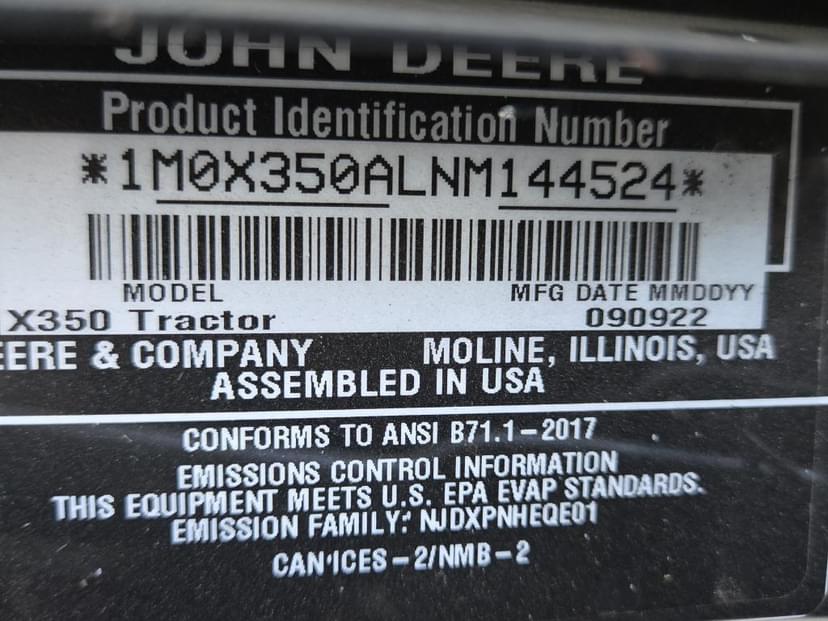 JOHN DEERE
Product Identification Number
*1M0X350ALNM144524*
MODEL MFG DATE MMDDYY
X350 Tractor 090922
EERE & COMPANY MOLINE, ILLINOIS, USA
ASSEMBLED IN USA
CONFORMS TO ANSI B71.1-2017
EMISSIONS CONTROL INFORMATION
THIS EQUIPMENT MEETS U.S. EPA EVAP STANDARDS.
EMISSION FAMILY: NJDXPNHEQE01
CAN ICES-2/NMB-2